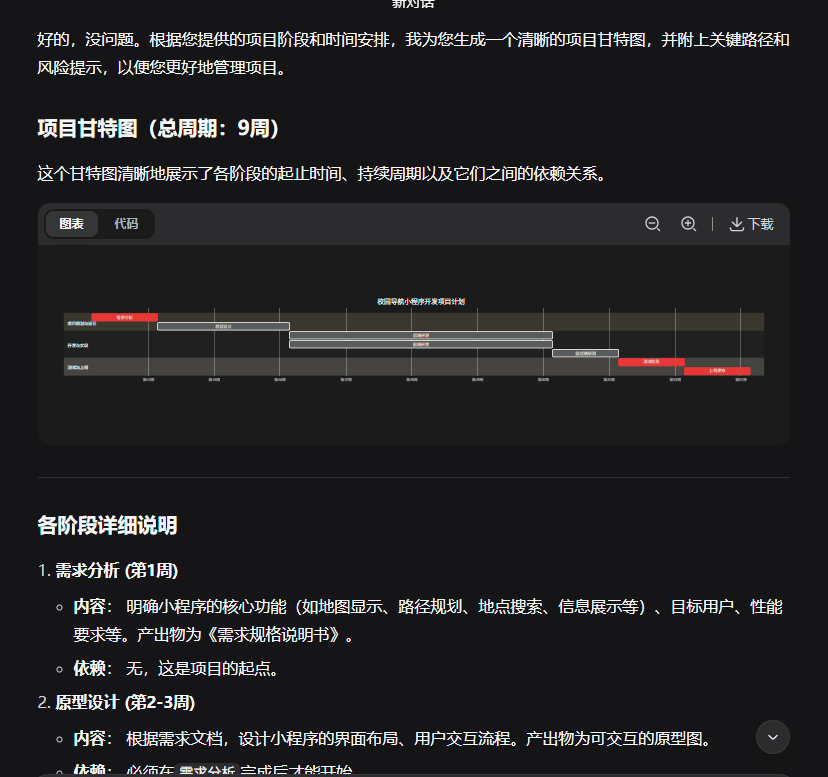 新对话
好的，没问题。根据您提供的项目阶段和时间安排，我为您生成一个清晰的项目甘特图，并附上关键路径和
风险提示，以便您更好地管理项目。
项目甘特图（总周期：9周）
这个甘特图清晰地展示了各阶段的起止时间、持续周期以及它们之间的依赖关系。
图表 代码 下载
校园导航小程序开发项目计划
需求分析
原型设计
后端开发
前端开发
开发与实现
测试与上线
各阶段详细说明
1. 需求分析 (第1周)
内容： 明确小程序的核心功能（如地图显示、路径规划、地点搜索、信息展示等）、目标用户、性能
要求等。产出物为《需求规格说明书》。
依赖： 无，这是项目的起点。
2. 原型设计 (第2-3周)
内容： 根据需求文档，设计小程序的界面布局、用户交互流程。产出物为可交互的原型图。
依赖： 必须在 需求分析 完成后才能开始